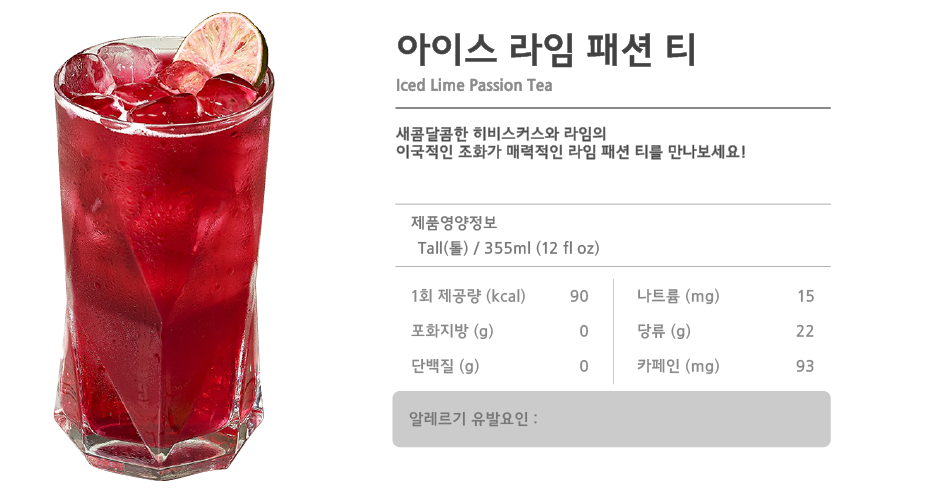 아이스 라임 패션 티
Iced Lime Passion Tea
새콤달콤한 히비스커스와 라임의
이국적인 조화가 매력적인 라임 패션 티를 만나보세요!
제품영양정보
Tall(톨) / 355ml (12 fl oz)
1회 제공량 (kcal) 90
나트륨 (mg) 15
포화지방 (g) 0
당류 (g) 22
단백질 (g) 0
카페인 (mg) 93
알레르기 유발요인 :